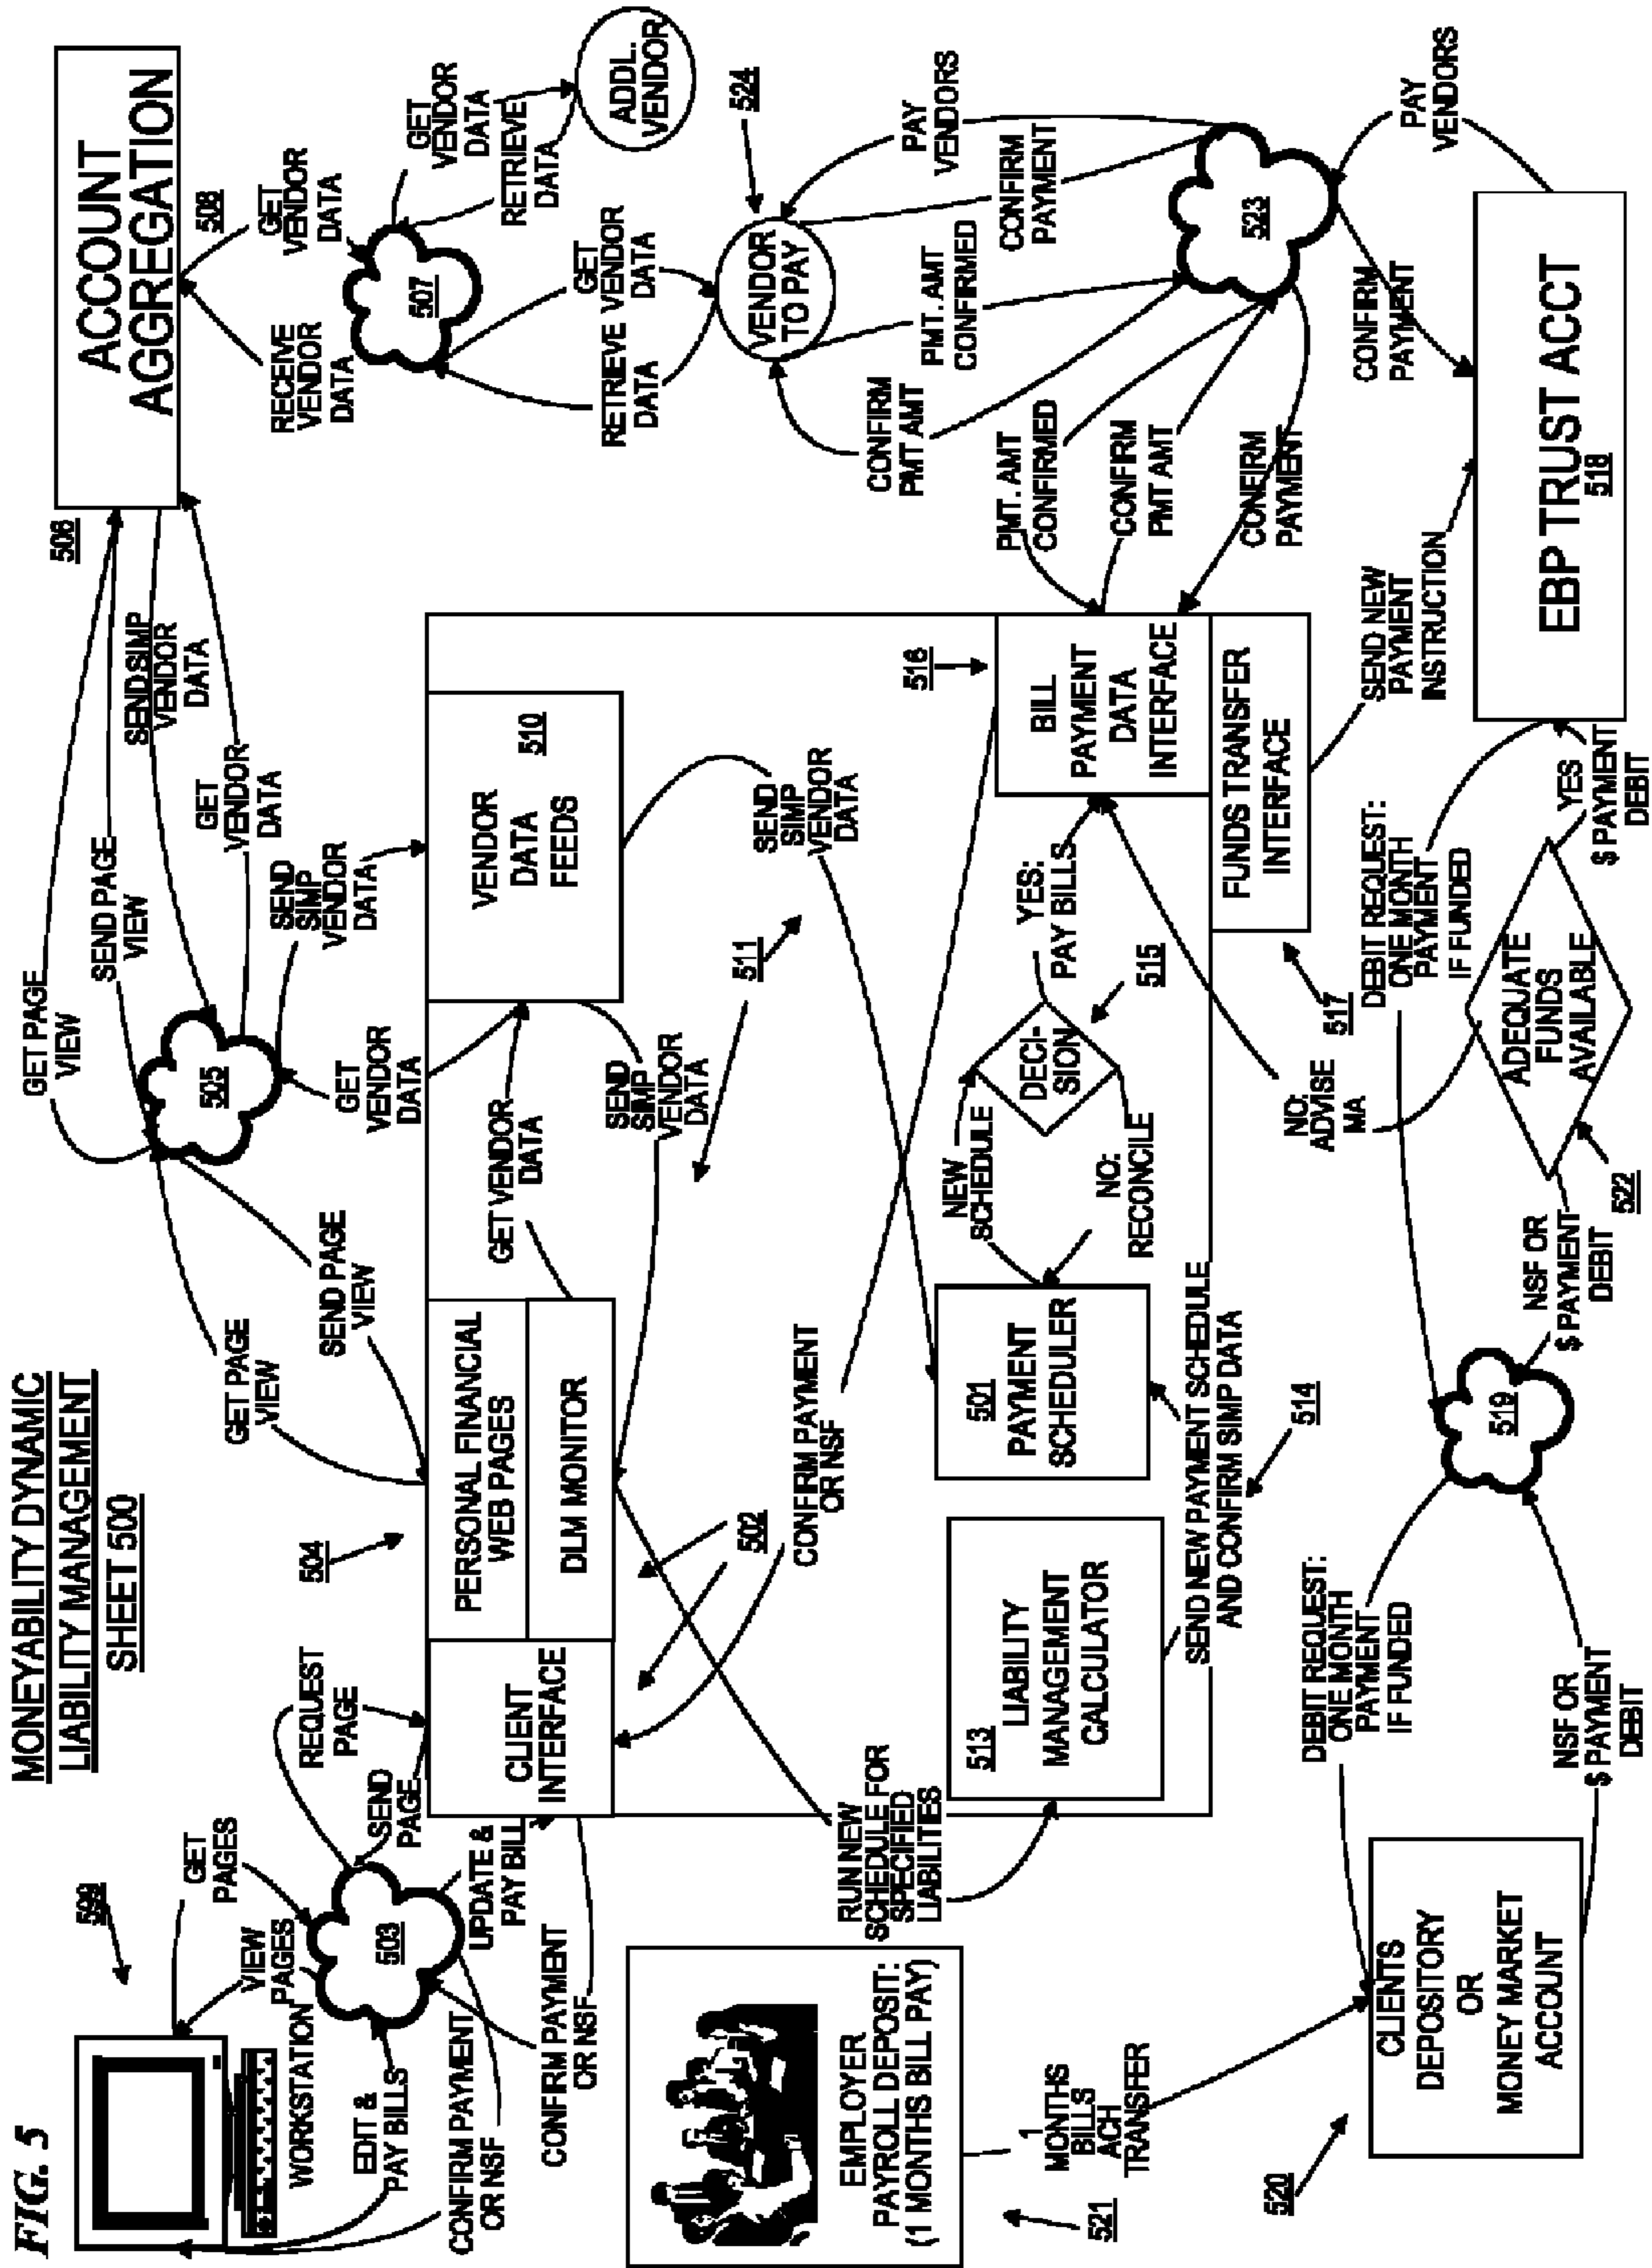 FIG. 5
MONEYABILITY DYNAMIC
LIABILITY MANAGEMENT
SHEET 500
599
WORKSTATION
GET
PAGES
VIEW
PAGES
EDIT &
PAY BILLS
CONFIRM PAYMENT
OR NSF
503
REQUEST
PAGE
SEND
PAGE
UPDATE &
PAY BILL
CONFIRM PAYMENT
OR NSF
504
GET PAGE
VIEW
SEND PAGE
VIEW
505
GET PAGE
VIEW
SEND PAGE
VIEW
SEND SIMP
VENDOR
DATA
GET
VENDOR
DATA
SEND
SIMP
VENDOR
DATA
GET
VENDOR
DATA
506
ACCOUNT
AGGREGATION
508
RECEIVE
VENDOR
DATA
GET
VENDOR
DATA
507
GET
VENDOR
DATA
RETRIEVE
DATA
ADDL.
VENDOR
RETRIEVE VENDOR
DATA
GET
DATA
CLIENT
INTERFACE
PERSONAL FINANCIAL
WEB PAGES
DLM MONITOR
502
GET VENDOR
DATA
SEND
SIMP
VENDOR
DATA
VENDOR
DATA
FEEDS
510
511
SEND
SIMP
VENDOR
DATA
VENDOR
TO PAY
524
CONFIRM
PMT AMT
PMT. AMT
CONFIRMED
CONFIRM
PAYMENT
PAY
VENDORS
RUN NEW
SCHEDULE FOR
SPECIFIED
LIABILITES
CONFIRM PAYMENT
OR NSF
513
LIABILITY
MANAGEMENT
CALCULATOR
501
PAYMENT
SCHEDULER
NEW
SCHEDULE
NO:
RECONCILE
DECI-
SION
515
YES:
PAY BILLS
516
BILL
PAYMENT
DATA
INTERFACE
FUNDS TRANSFER
INTERFACE
517
PMT. AMT
CONFIRMED
CONFIRM
PMT AMT
CONFIRM
PAYMENT
523
SEND NEW PAYMENT SCHEDULE
AND CONFIRM SIMP DATA
514
EMPLOYER
PAYROLL DEPOSIT:
(1 MONTHS BILL PAY)
521
1
MONTHS
BILLS
ACH
TRANSFER
520
CLIENTS
DEPOSITORY
OR
MONEY MARKET
ACCOUNT
DEBIT REQUEST:
ONE MONTH
PAYMENT
IF FUNDED
NSF OR
$ PAYMENT
DEBIT
519
NSF OR
$ PAYMENT
DEBIT
522
NO:
ADVISE
MA
ADEQUATE
FUNDS
AVAILABLE
DEBIT REQUEST:
ONE MONTH
PAYMENT
IF FUNDED
YES
$ PAYMENT
DEBIT
SEND NEW
PAYMENT
INSTRUCTION
EBP TRUST ACCT
518
CONFIRM
PAYMENT
PAY
VENDORS